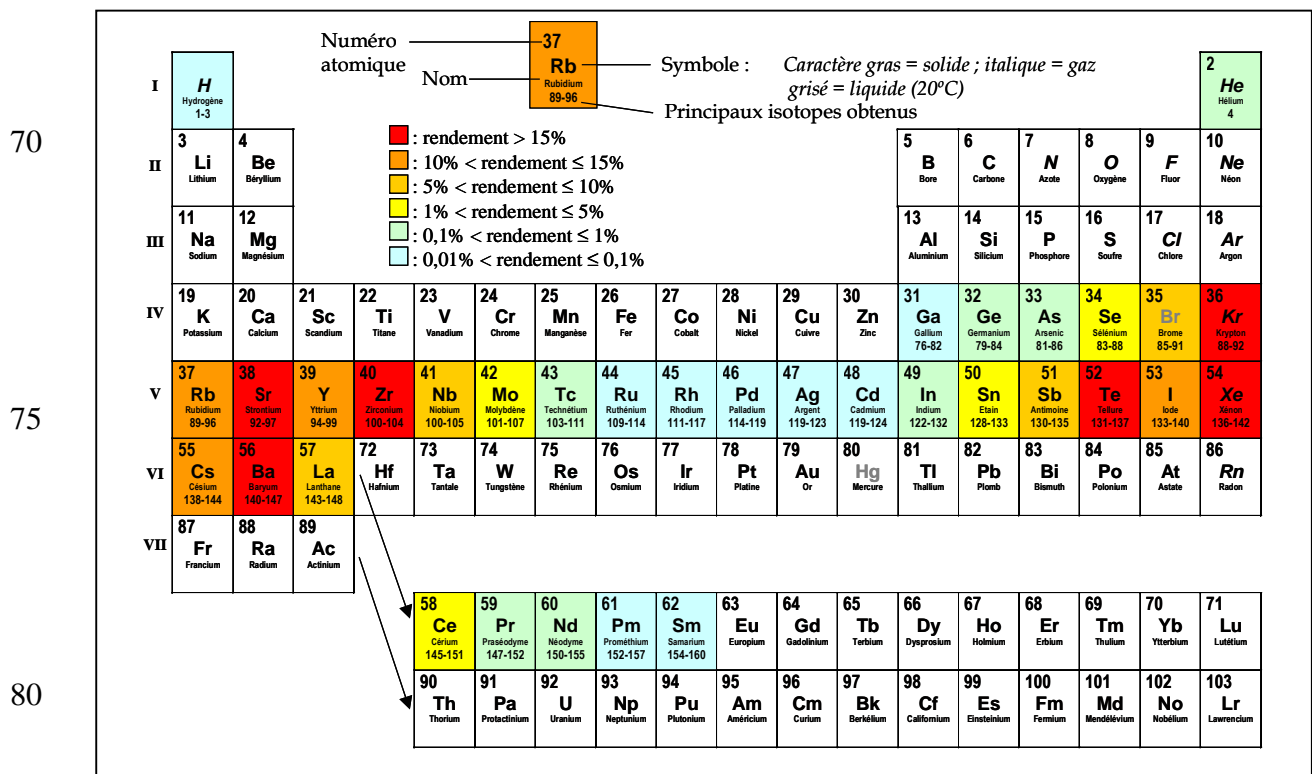 Numéro atomique
Nom
37
Rb
Rubidium
89-96
Symbole : Caractère gras = solide ; italique = gaz
grisé = liquide (20°C)
Principaux isotopes obtenus
: rendement > 15%
: 10% < rendement ≤ 15%
: 5% < rendement ≤ 10%
: 1% < rendement ≤ 5%
: 0,1% < rendement ≤ 1%
: 0,01% < rendement ≤ 0,1%
I
H
Hydrogène
1-3
2
He
Hélium
4
70
II
3 4 5 6 7 8 9 10
Li Be B C N O F Ne
Lithium Béryllium Bore Carbone Azote Oxygène Fluor Néon
III
11 12 13 14 15 16 17 18
Na Mg Al Si P S Cl Ar
Sodium Magnésium Aluminium Silicium Phosphore Soufre Chlore Argon
IV
19 20 21 22 23 24 25 26 27 28 29 30 31 32 33 34 35 36
K Ca Sc Ti V Cr Mn Fe Co Ni Cu Zn Ga Ge As Se Br Kr
Potassium Calcium Scandium Titane Vanadium Chrome Manganèse Fer Cobalt Nickel Cuivre Zinc Gallium Germanium Arsenic Sélénium Brome Krypton
76-82 79-84 81-86 83-88 85-91 88-92
75
V
37 38 39 40 41 42 43 44 45 46 47 48 49 50 51 52 53 54
Rb Sr Y Zr Nb Mo Tc Ru Rh Pd Ag Cd In Sn Sb Te I Xe
Rubidium Strontium Yttrium Zirconium Niobium Molybdène Technétium Ruthénium Rhodium Palladium Argent Cadmium Indium Etain Antimoine Tellure Iode Xénon
89-96 92-97 94-99 100-104 100-105 101-107 103-111 109-114 111-117 114-119 119-123 119-124 122-132 128-133 130-135 131-137 133-140 136-142
VI
55 56 57 72 73 74 75 76 77 78 79 80 81 82 83 84 85 86
Cs Ba La Hf Ta W Re Os Ir Pt Au Hg Tl Pb Bi Po At Rn
Césium Baryum Lanthane Hafnium Tantale Tungstène Rhénium Osmium Iridium Platine Or Mercure Thallium Plomb Bismuth Polonium Astate Radon
138-144 140-147 143-148
VII
87 88 89
Fr Ra Ac
Francium Radium Actinium
58 59 60 61 62 63 64 65 66 67 68 69 70 71
Ce Pr Nd Pm Sm Eu Gd Tb Dy Ho Er Tm Yb Lu
Cérium Praséodyme Néodyme Prométhium Samarium Europium Gadolinium Terbium Dysprosium Holmium Erbium Thulium Ytterbium Lutétium
145-151 147-152 150-155 152-157 154-160
80
90 91 92 93 94 95 96 97 98 99 100 101 102 103
Th Pa U Np Pu Am Cm Bk Cf Es Fm Md No Lr
Thorium Protactinium Uranium Neptunium Plutonium Américium Curium Berkélium Californium Einsteinium Fermium Mendélévium Nobélium Lawrencium